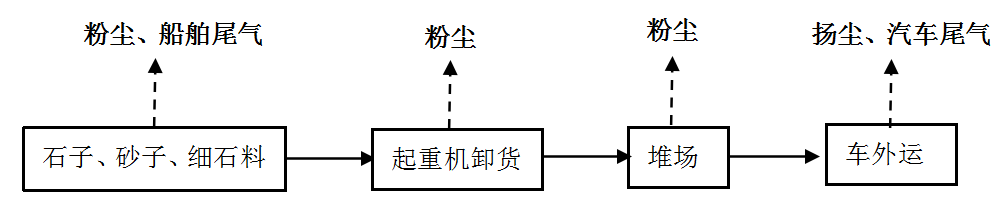 粉尘、船舶尾气
粉尘
粉尘
扬尘、汽车尾气
石子、砂子、细石料
起重机卸货
堆场
车外运